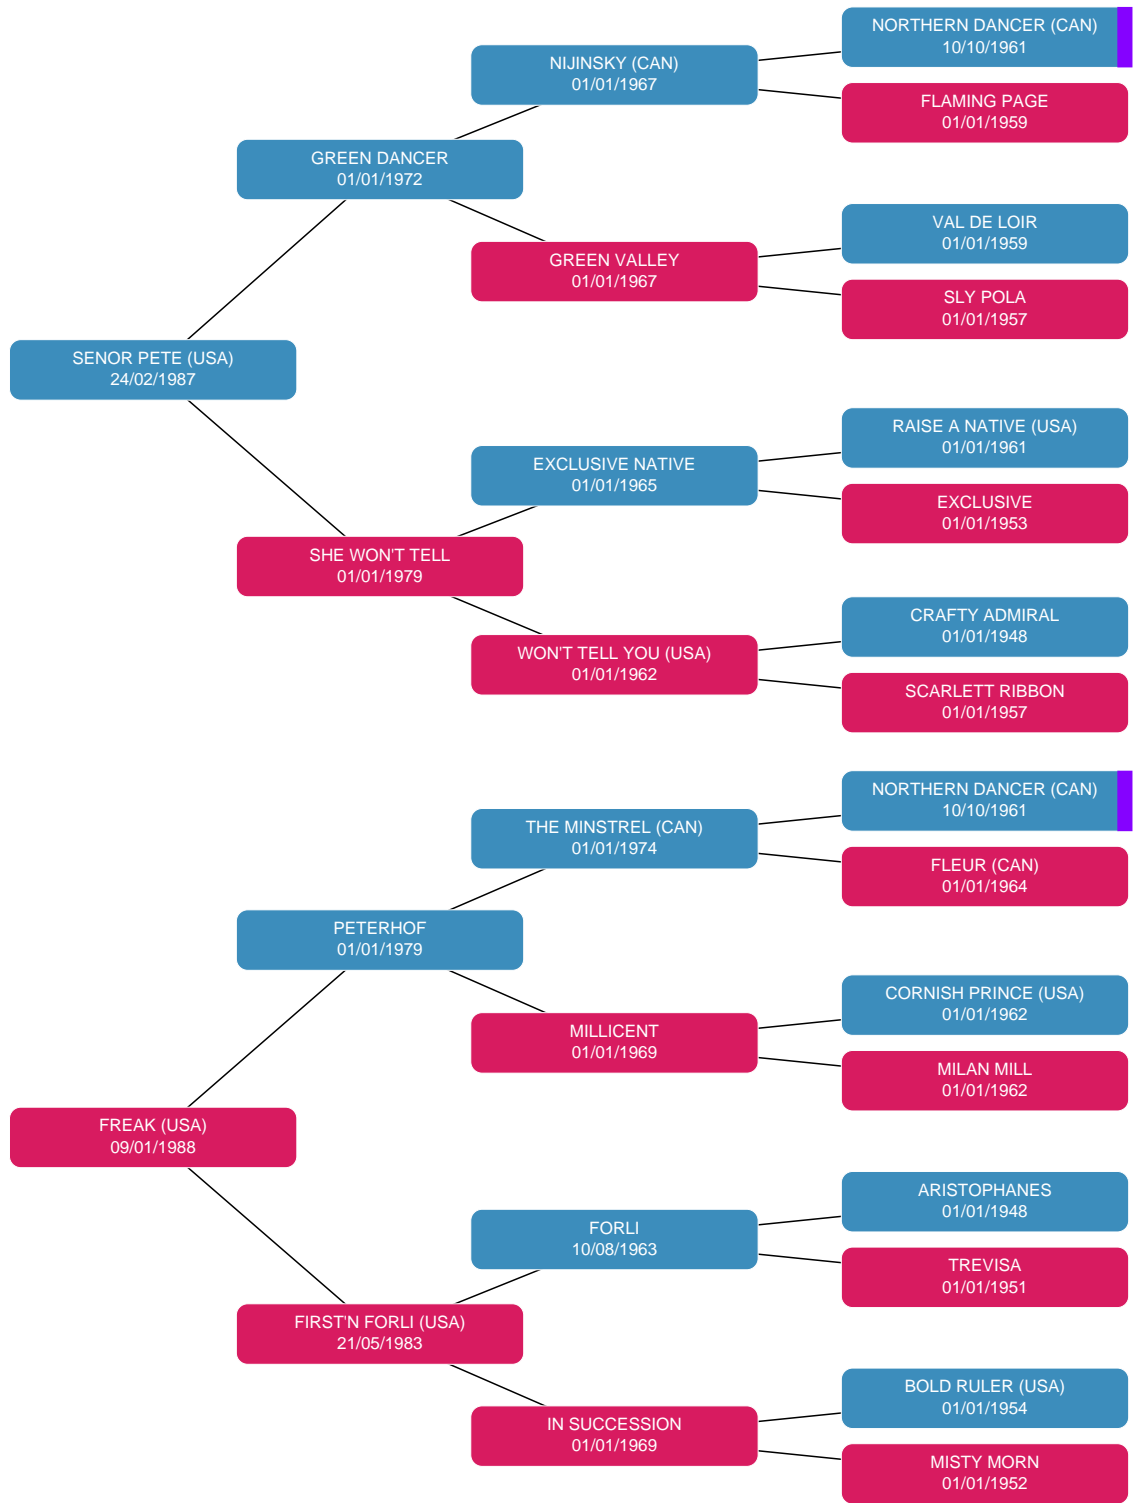 NORTHERN DANCER (CAN)
10/10/1961
NIJINSKY (CAN)
01/01/1967
FLAMING PAGE
01/01/1959
GREEN DANCER
01/01/1972
VAL DE LOIR
01/01/1959
GREEN VALLEY
01/01/1967
SLY POLA
01/01/1957
SENOR PETE (USA)
24/02/1987
RAISE A NATIVE (USA)
01/01/1961
EXCLUSIVE NATIVE
01/01/1965
EXCLUSIVE
01/01/1953
SHE WON'T TELL
01/01/1979
CRAFTY ADMIRAL
01/01/1948
WON'T TELL YOU (USA)
01/01/1962
SCARLETT RIBBON
01/01/1957
NORTHERN DANCER (CAN)
10/10/1961
THE MINSTREL (CAN)
01/01/1974
FLEUR (CAN)
01/01/1964
PETERHOF
01/01/1979
CORNISH PRINCE (USA)
01/01/1962
MILLICENT
01/01/1969
MILAN MILL
01/01/1962
FREAK (USA)
09/01/1988
ARISTOPHANES
01/01/1948
FORLI
10/08/1963
TREVISA
01/01/1951
FIRST'N FORLI (USA)
21/05/1983
BOLD RULER (USA)
01/01/1954
IN SUCCESSION
01/01/1969
MISTY MORN
01/01/1952